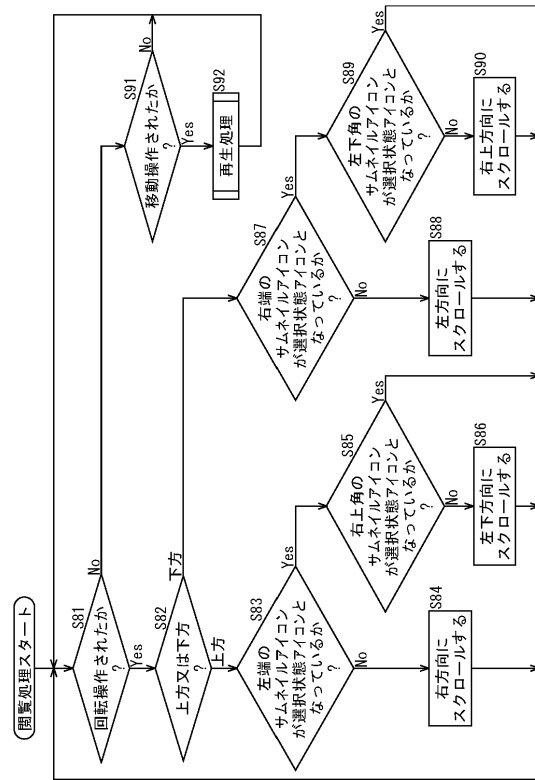 閲覧処理スタート
S81
回転操作されたか
?
No
Yes
S82
上方又は下方
?
下方
上方
S83
左端の
サムネイルアイコン
が選択状態アイコンと
なっているか
?
Yes
No
S84
右方向に
スクロールする
S85
右上角の
サムネイルアイコン
が選択状態アイコンと
なっているか
?
Yes
No
S86
左下方向に
スクロールする
S87
右端の
サムネイルアイコン
が選択状態アイコンと
なっているか
?
Yes
No
S88
左方向に
スクロールする
S89
左下角の
サムネイルアイコン
が選択状態アイコンと
なっているか
?
Yes
No
S90
右上方向に
スクロールする
S91
移動操作されたか
?
No
Yes
S92
再生処理